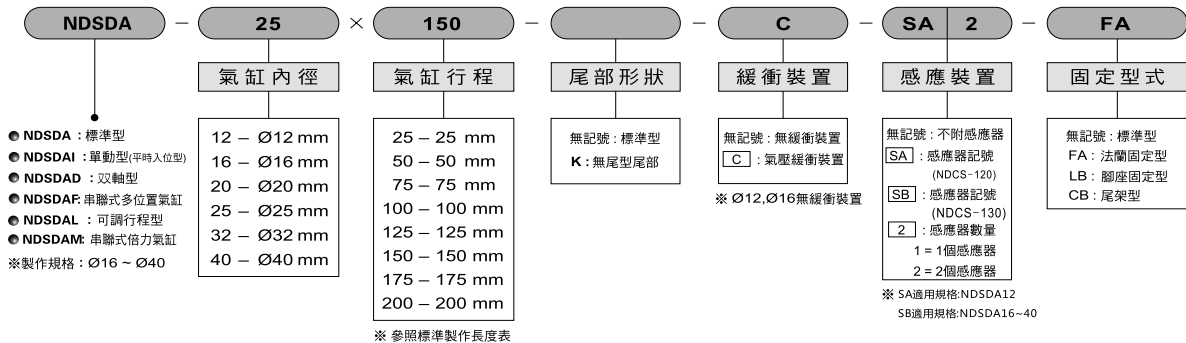 NDSDA – 25 × 150 – – C – SA 2 – FA
氣缸內徑
氣缸行程
尾部形狀
緩衝裝置
感應裝置
固定型式
NDSDA：標準型
NDSDAI：單動型(平時入位型)
NDSDAD：双軸型
NDSDAF: 串聯式多位置氣缸
NDSDAL：可調行程型
NDSDAM: 串聯式倍力氣缸
※製作規格：Ø16 ~ Ø40
12 – Ø12 mm
16 – Ø16 mm
20 – Ø20 mm
25 – Ø25 mm
32 – Ø32 mm
40 – Ø40 mm
25 – 25 mm
50 – 50 mm
75 – 75 mm
100 – 100 mm
125 – 125 mm
150 – 150 mm
175 – 175 mm
200 – 200 mm
※ 參照標準製作長度表
無記號：標準型
K：無尾型尾部
無記號：無緩衝裝置
C：氣壓緩衝裝置
※ Ø12,Ø16無緩衝裝置
無記號：不附感應器
SA：感應器記號
(NDCS-120)
SB：感應器記號
(NDCS-130)
2：感應器數量
1 = 1個感應器
2 = 2個感應器
※ SA適用規格:NDSDA12
SB適用規格:NDSDA16~40
無記號：標準型
FA：法蘭固定型
LB：腳座固定型
CB：尾架型